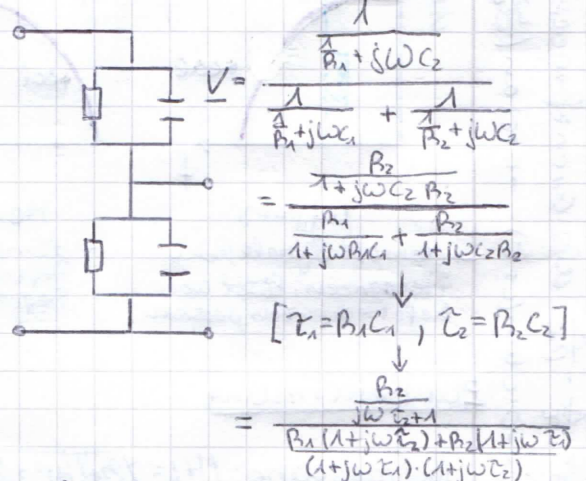 V = (1 / (1/R₁ + jωC₂)) / (1 / (1/R₁ + jωC₁) + 1 / (1/R₂ + jωC₂))
= (R₂ / (1 + jωC₂R₂)) / (R₁ / (1 + jωR₁C₁) + R₂ / (1 + jωC₂R₂))
↓
[τ₁ = R₁C₁ , τ₂ = R₂C₂]
↓
= (R₂ / (jωτ₂ + 1)) / ((R₁(1 + jωτ₂) + R₂(1 + jωτ₁)) / ((1 + jωτ₁)·(1 + jωτ₂)))